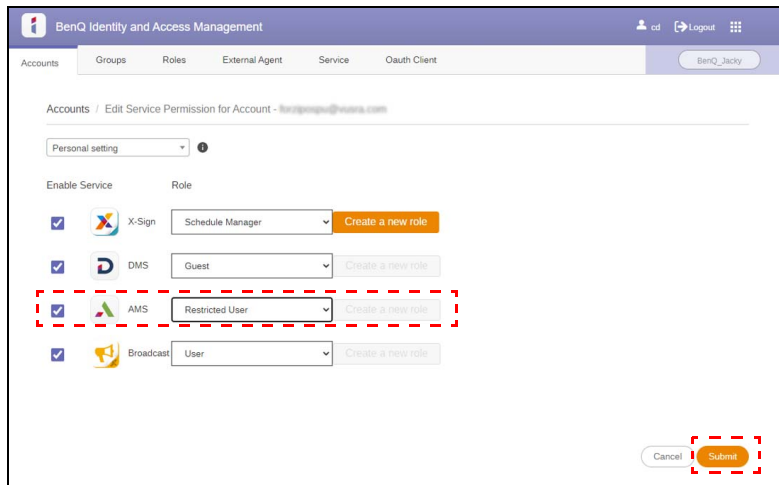 BenQ Identity and Access Management
cd Logout
Accounts Groups Roles External Agent Service Oauth Client BenQ_Jacky
Accounts / Edit Service Permission for Account -
Personal setting
Enable Service Role
X-Sign Schedule Manager Create a new role
DMS Guest Create a new role
AMS Restricted User Create a new role
Broadcast User Create a new role
Cancel Submit